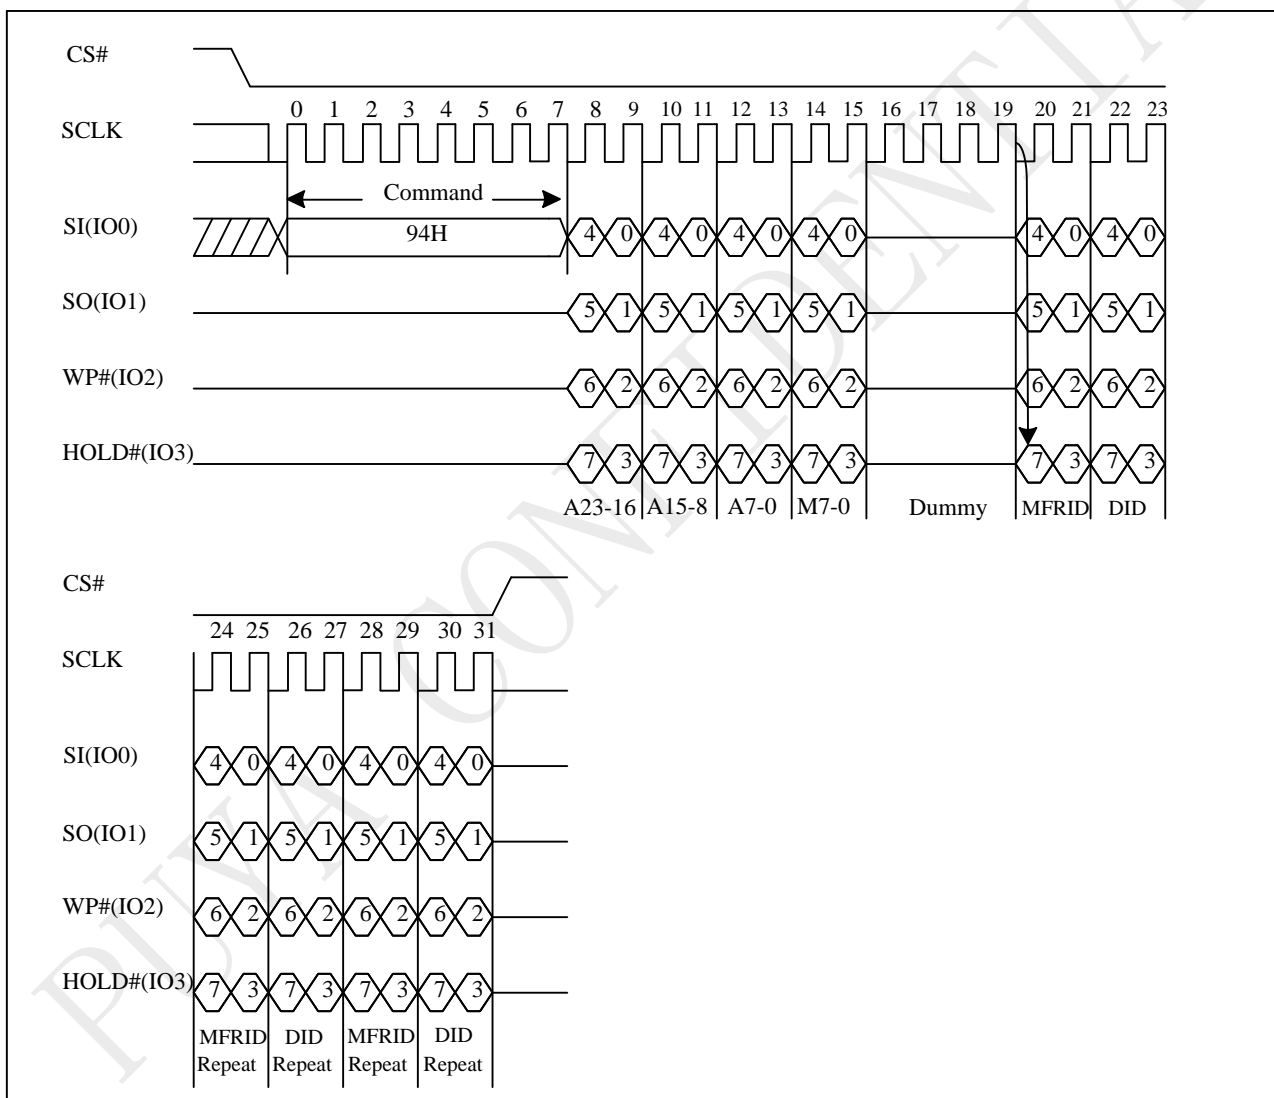 CS#
0 1 2 3 4 5 6 7 8 9 10 11 12 13 14 15 16 17 18 19 20 21 22 23
SCLK
Command
SI(IO0) 94H 4 0 4 0 4 0 4 0 4 0 4 0
SO(IO1) 5 1 5 1 5 1 5 1 5 1 5 1
WP#(IO2) 6 2 6 2 6 2 6 2 6 2 6 2
HOLD#(IO3) 7 3 7 3 7 3 7 3 7 3 7 3
A23-16 A15-8 A7-0 M7-0 Dummy MFRID DID
CS#
24 25 26 27 28 29 30 31
SCLK
SI(IO0) 4 0 4 0 4 0 4 0
SO(IO1) 5 1 5 1 5 1 5 1
WP#(IO2) 6 2 6 2 6 2 6 2
HOLD#(IO3) 7 3 7 3 7 3 7 3
MFRID DID MFRID DID
Repeat Repeat Repeat Repeat
PUYA CONFIDENTIA